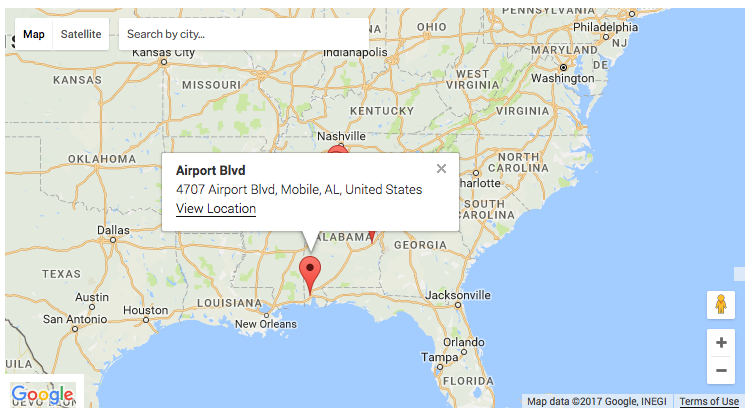 PENNSYLVANIA
OHIO
Philadelphia
NJ
Map
Satellite
Search by city...
MARYLAND
Kansas City
Indianapolis
DE
WEST
VIRGINIA
Washington
KANSAS
MISSOURI
KENTUCKY
VIRGINIA
Nashville
OKLAHOMA
NORTH
CAROLINA
Airport Blvd
4707 Airport Blvd, Mobile, AL, United States
View Location
charlotte
SOUTH
CAROLINA
Dallas
ALABAMA
GEORGIA
TEXAS
Austin
LOUISIANA
Jacksonville
Houston
San Antonio
New Orleans
Orlando
Tampa
FLORIDA
Google
Map data ©2017 Google, INEGI
Terms of Use